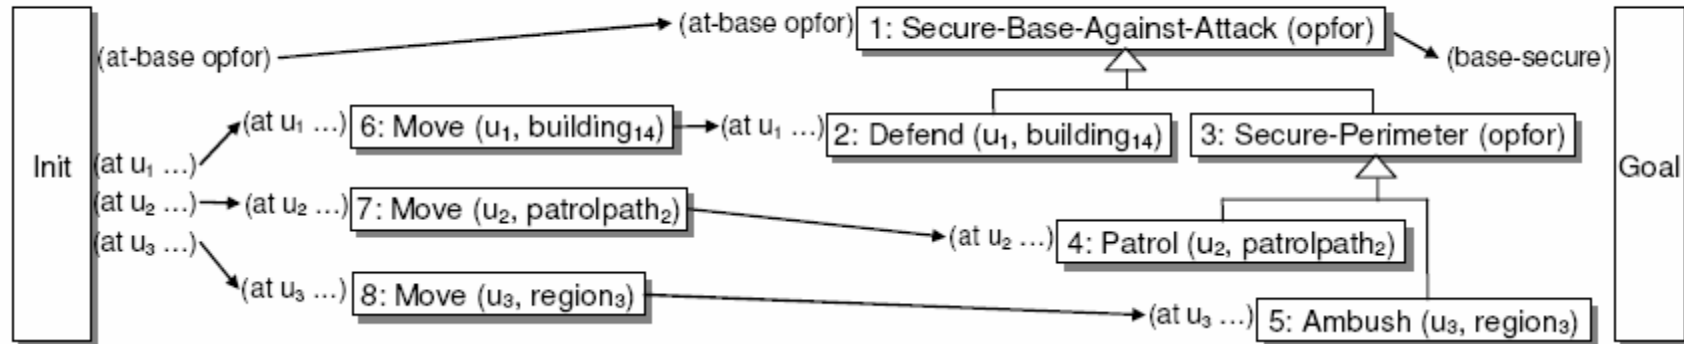 (at-base opfor) 1: Secure-Base-Against-Attack (opfor)
(at-base opfor) (base-secure)
(at u₁ ...) 6: Move (u₁, building₁₄) (at u₁ ...) 2: Defend (u₁, building₁₄) 3: Secure-Perimeter (opfor)
Init (at u₁ ...) Goal
(at u₂ ...) (at u₂ ...) 7: Move (u₂, patrolpath₂)
(at u₃ ...) (at u₂ ...) 4: Patrol (u₂, patrolpath₂)
(at u₃ ...) 8: Move (u₃, region₃) (at u₃ ...) 5: Ambush (u₃, region₃)